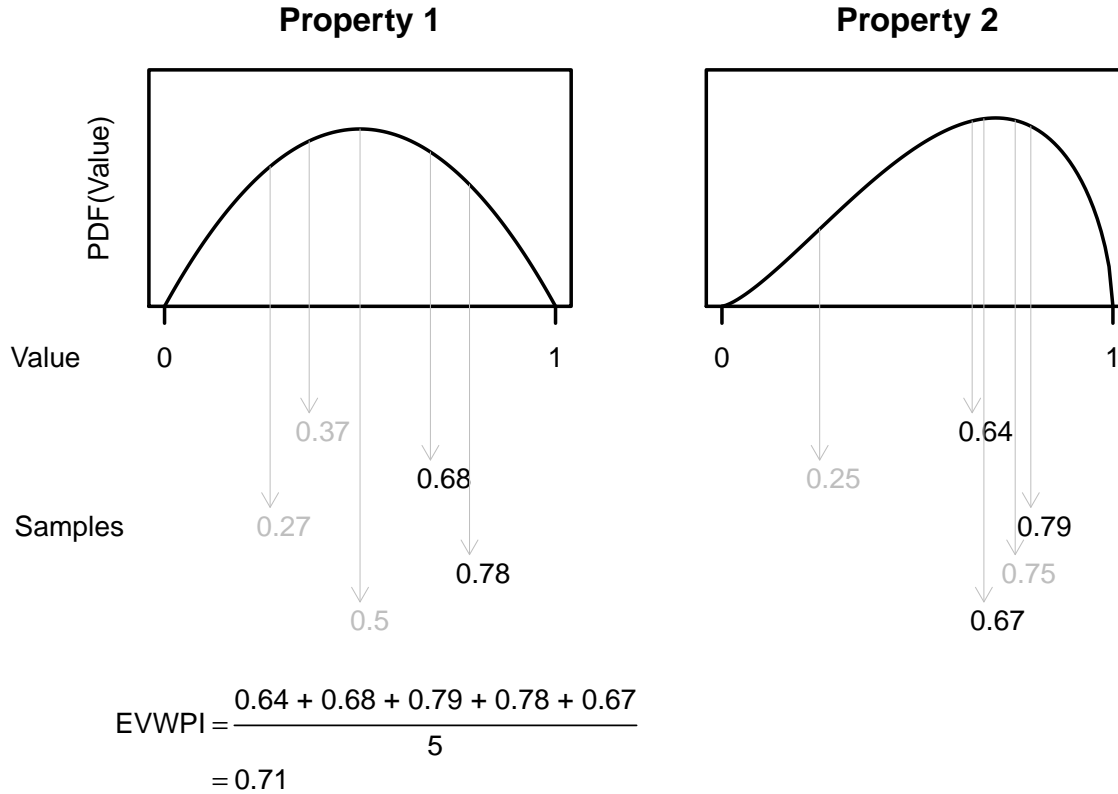 Property 1 Property 2
PDF(Value)
Value 0 1 0 1
0.37 0.64
0.68 0.25
Samples 0.27 0.79
0.78 0.75
0.5 0.67
0.64 + 0.68 + 0.79 + 0.78 + 0.67
EVWPI =
5
= 0.71